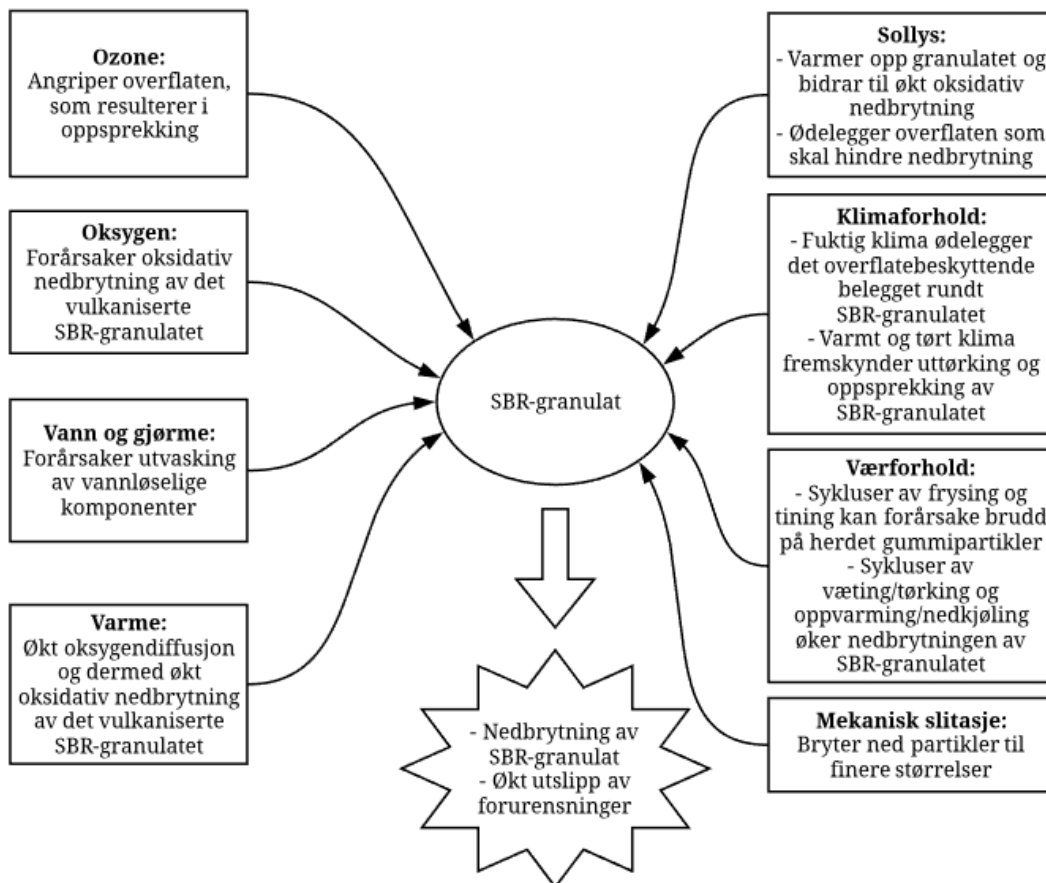 Ozone:
Angriper overflaten,
som resulterer i
oppsprekking
Oksygen:
Forårsaker oksidativ
nedbrytning av det
vulkaniserte
SBR-granulatet
Vann og gjørme:
Forårsaker utvasking
av vannløselige
komponenter
Varme:
Økt oksygendiffusjon
og dermed økt
oksidativ nedbrytning
av det vulkaniserte
SBR-granulatet
SBR-granulat
- Nedbrytning av
SBR-granulat
- Økt utslipp av
forurensninger
Sollys:
- Varmer opp granulatet og
bidrar til økt oksidativ
nedbrytning
- Ødelegger overflaten som
skal hindre nedbrytning
Klimaforhold:
- Fuktig klima ødelegger
det overflatebeskyttende
belegget rundt
SBR-granulatet
- Varmt og tørt klima
fremskynder uttørking og
oppsprekking av
SBR-granulatet
Værforhold:
- Sykluser av frysing og
tining kan forårsake brudd
på herdet gummipartikler
- Sykluser av
væting/tørking og
oppvarming/nedkjøling
øker nedbrytningen av
SBR-granulatet
Mekanisk slitasje:
Bryter ned partikler til
finere størrelser